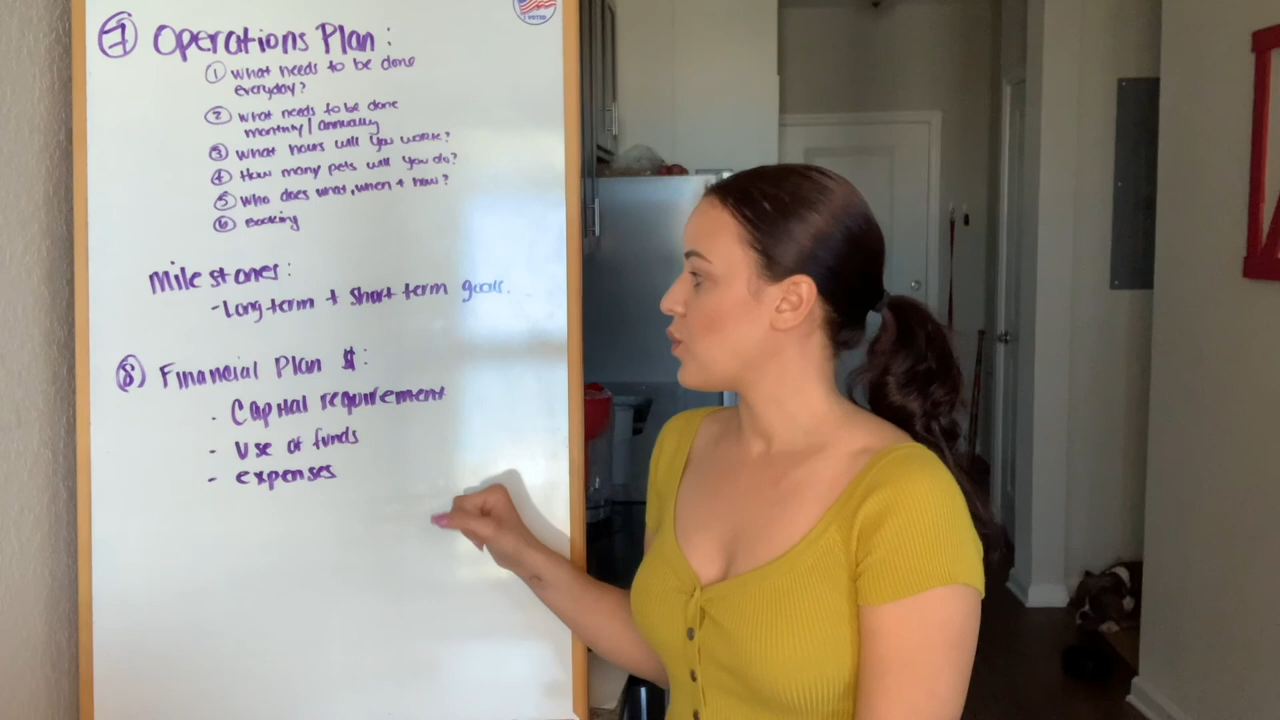 7 Operations Plan:
1 What needs to be done
everyday?
2 What needs to be done
monthly/annually
3 What hours will you work?
4 How many pets will you do?
5 Who does what, when + how?
6 Booking
Milestones:
-Long term + Short term goals.
8 Financial Plan $:
- Capital requirement
- Use of funds
- expenses
I VOTED